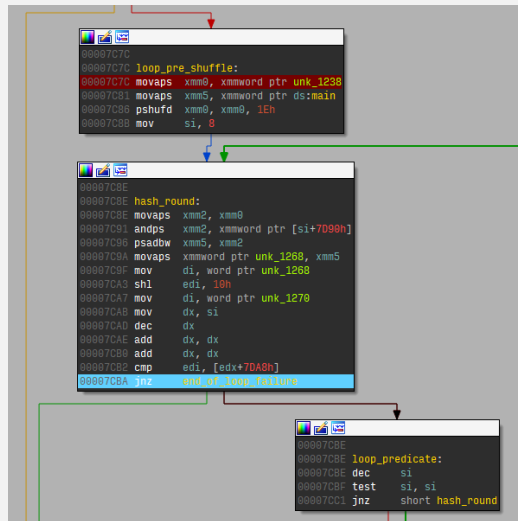 00007C7C
00007C7C loop_pre_shuffle:
00007C7C movaps xmm0, xmmword ptr unk_1238
00007C81 movaps xmm5, xmmword ptr ds:main
00007C86 pshufd xmm0, xmm0, 1Eh
00007C8B mov si, 8
00007C8E
00007C8E hash_round:
00007C8E movaps xmm2, xmm0
00007C91 andps xmm2, xmmword ptr [si+7D90h]
00007C96 psadbw xmm5, xmm2
00007C9A movaps xmmword ptr unk_1268, xmm5
00007C9F mov di, word ptr unk_1268
00007CA3 shl edi, 10h
00007CA7 mov di, word ptr unk_1270
00007CAB mov dx, si
00007CAD dec dx
00007CAE add dx, dx
00007CB0 add dx, dx
00007CB2 cmp edi, [edx+7DA8h]
00007CBA jnz end_of_loop_failure
00007CBE
00007CBE loop_predicate:
00007CBE dec si
00007CBF test si, si
00007CC1 jnz short hash_round